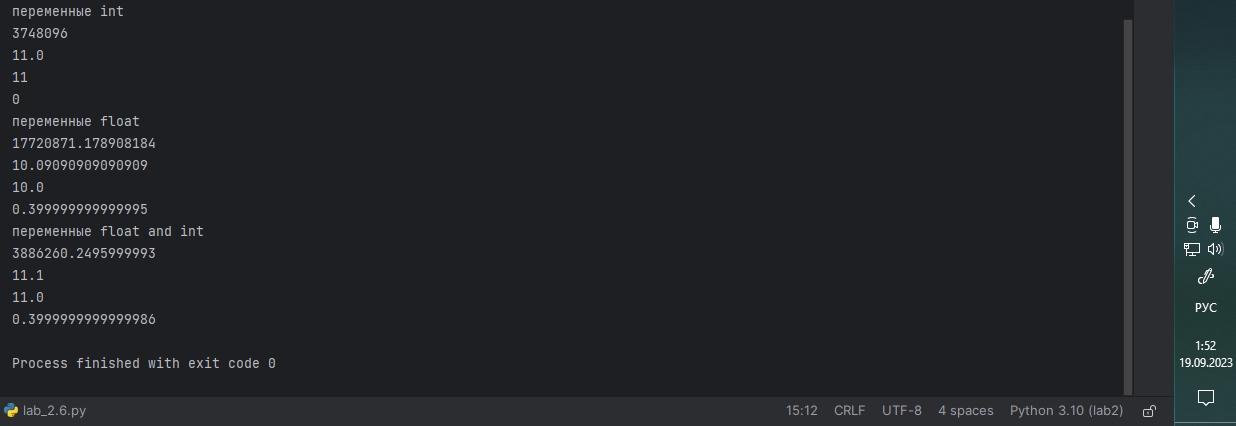 переменные int
3748096
11.0
11
0
переменные float
17720871.178908184
10.09090909090909
10.0
0.399999999999995
переменные float and int
3886260.2495999993
11.1
11.0
0.3999999999999986
Process finished with exit code 0
lab_2.6.py 15:12 CRLF UTF-8 4 spaces Python 3.10 (lab2)
РУС
1:52
19.09.2023